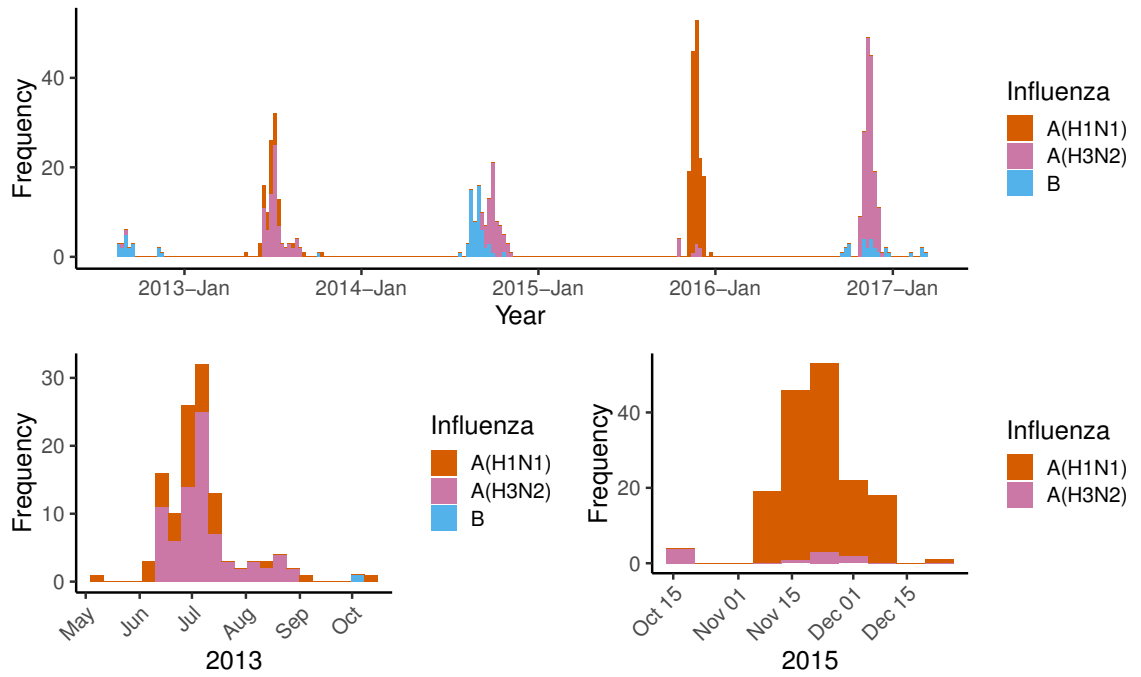 Frequency
40
20
0
2013−Jan
2014−Jan
2015−Jan
2016−Jan
2017−Jan
Year
Influenza
A(H1N1)
A(H3N2)
B
Frequency
30
20
10
0
May
Jun
Jul
Aug
Sep
Oct
2013
Influenza
A(H1N1)
A(H3N2)
B
Frequency
40
20
0
Oct 15
Nov 01
Nov 15
Dec 01
Dec 15
2015
Influenza
A(H1N1)
A(H3N2)